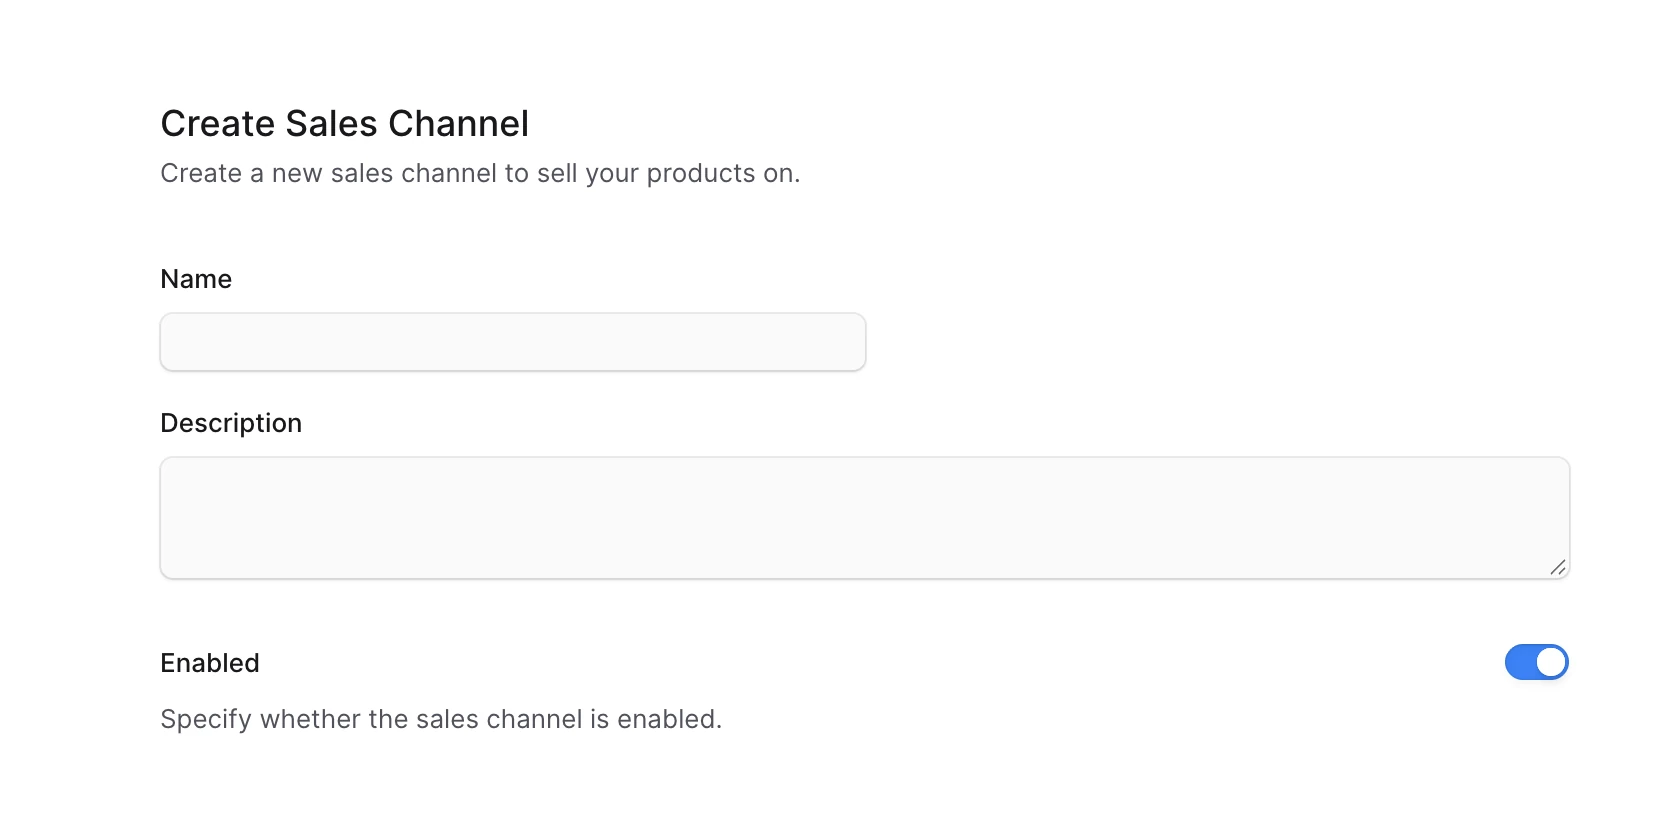 Create Sales Channel
Create a new sales channel to sell your products on.
Name
Description
Enabled
Specify whether the sales channel is enabled.